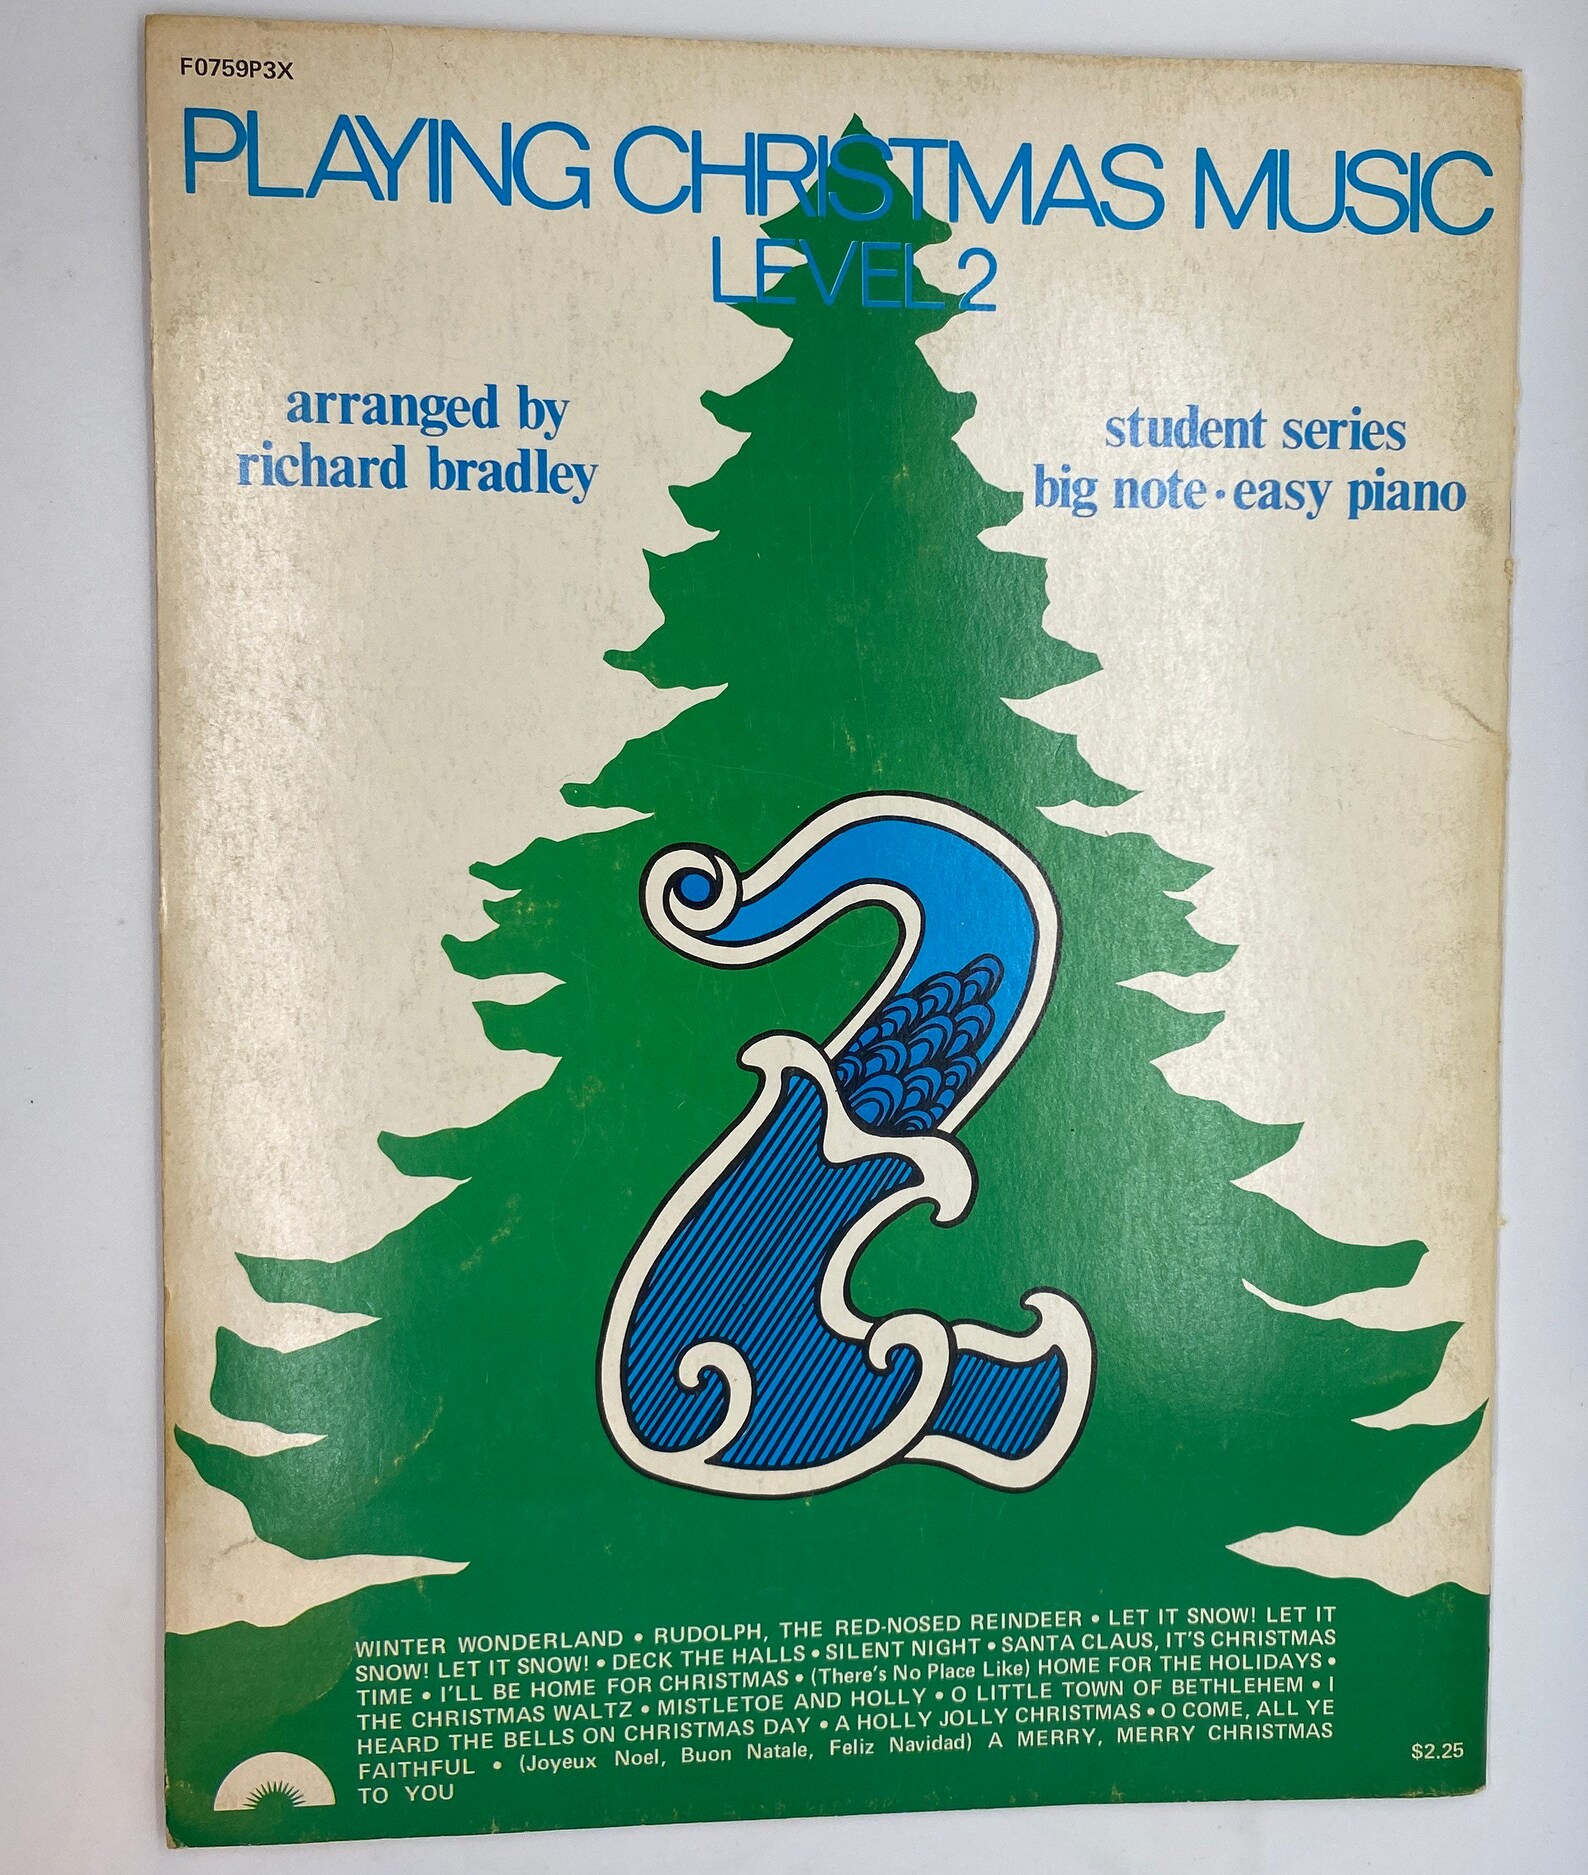 F0759P3X
PLAYING CHRISTMAS MUSIC
LEVEL 2
arranged by
richard bradley
student series
big note • easy piano
2
WINTER WONDERLAND • RUDOLPH, THE RED-NOSED REINDEER • LET IT SNOW! LET IT
SNOW! LET IT SNOW! • DECK THE HALLS • SILENT NIGHT • SANTA CLAUS, IT'S CHRISTMAS
TIME • I'LL BE HOME FOR CHRISTMAS • (There's No Place Like) HOME FOR THE HOLIDAYS •
THE CHRISTMAS WALTZ • MISTLETOE AND HOLLY • O LITTLE TOWN OF BETHLEHEM • I
HEARD THE BELLS ON CHRISTMAS DAY • A HOLLY JOLLY CHRISTMAS • O COME, ALL YE
FAITHFUL • (Joyeux Noel, Buon Natale, Feliz Navidad) A MERRY, MERRY CHRISTMAS
TO YOU
$2.25